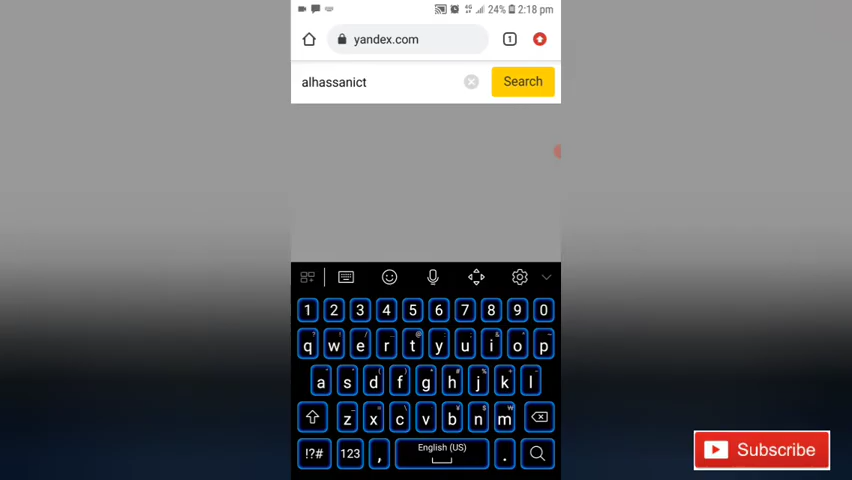 24% 2:18 pm
yandex.com 1
alhassanict Search
1 2 3 4 5 6 7 8 9 0
q w e r t y u i o p
a s d f g h j k l
z x c v b n m
!?# 123 , English (US) .
Subscribe